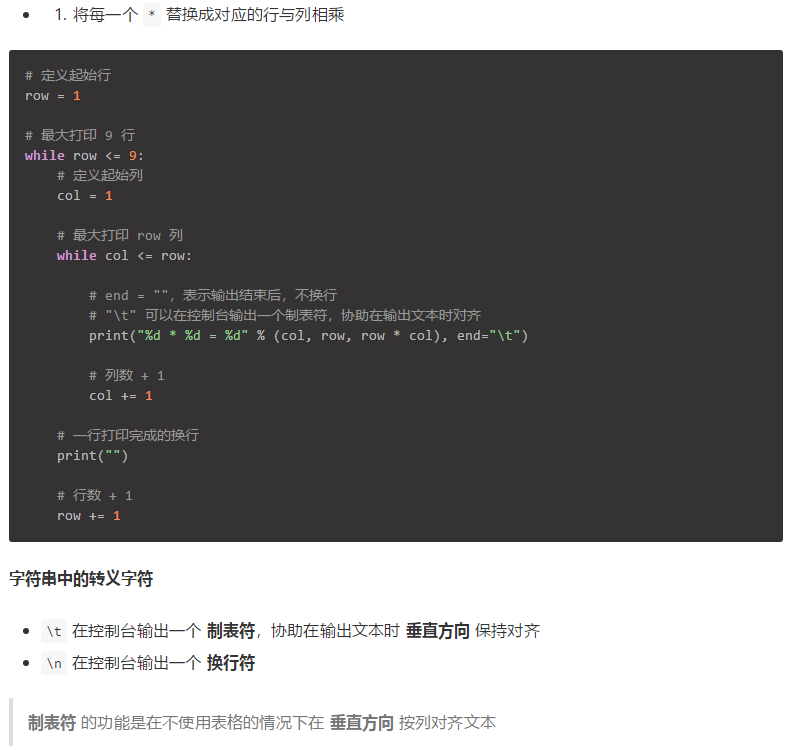 1. 将每一个 * 替换成对应的行与列相乘
# 定义起始行
row = 1
# 最大打印 9 行
while row <= 9:
# 定义起始列
col = 1
# 最大打印 row 列
while col <= row:
# end = "", 表示输出结束后，不换行
# "\t" 可以在控制台输出一个制表符，协助在输出文本时对齐
print("%d * %d = %d" % (col, row, row * col), end="\t")
# 列数 + 1
col += 1
# 一行打印完成的换行
print("")
# 行数 + 1
row += 1
字符串中的转义字符
\t 在控制台输出一个 制表符，协助在输出文本时 垂直方向 保持对齐
\n 在控制台输出一个 换行符
制表符 的功能是在不使用表格的情况下在 垂直方向 按列对齐文本